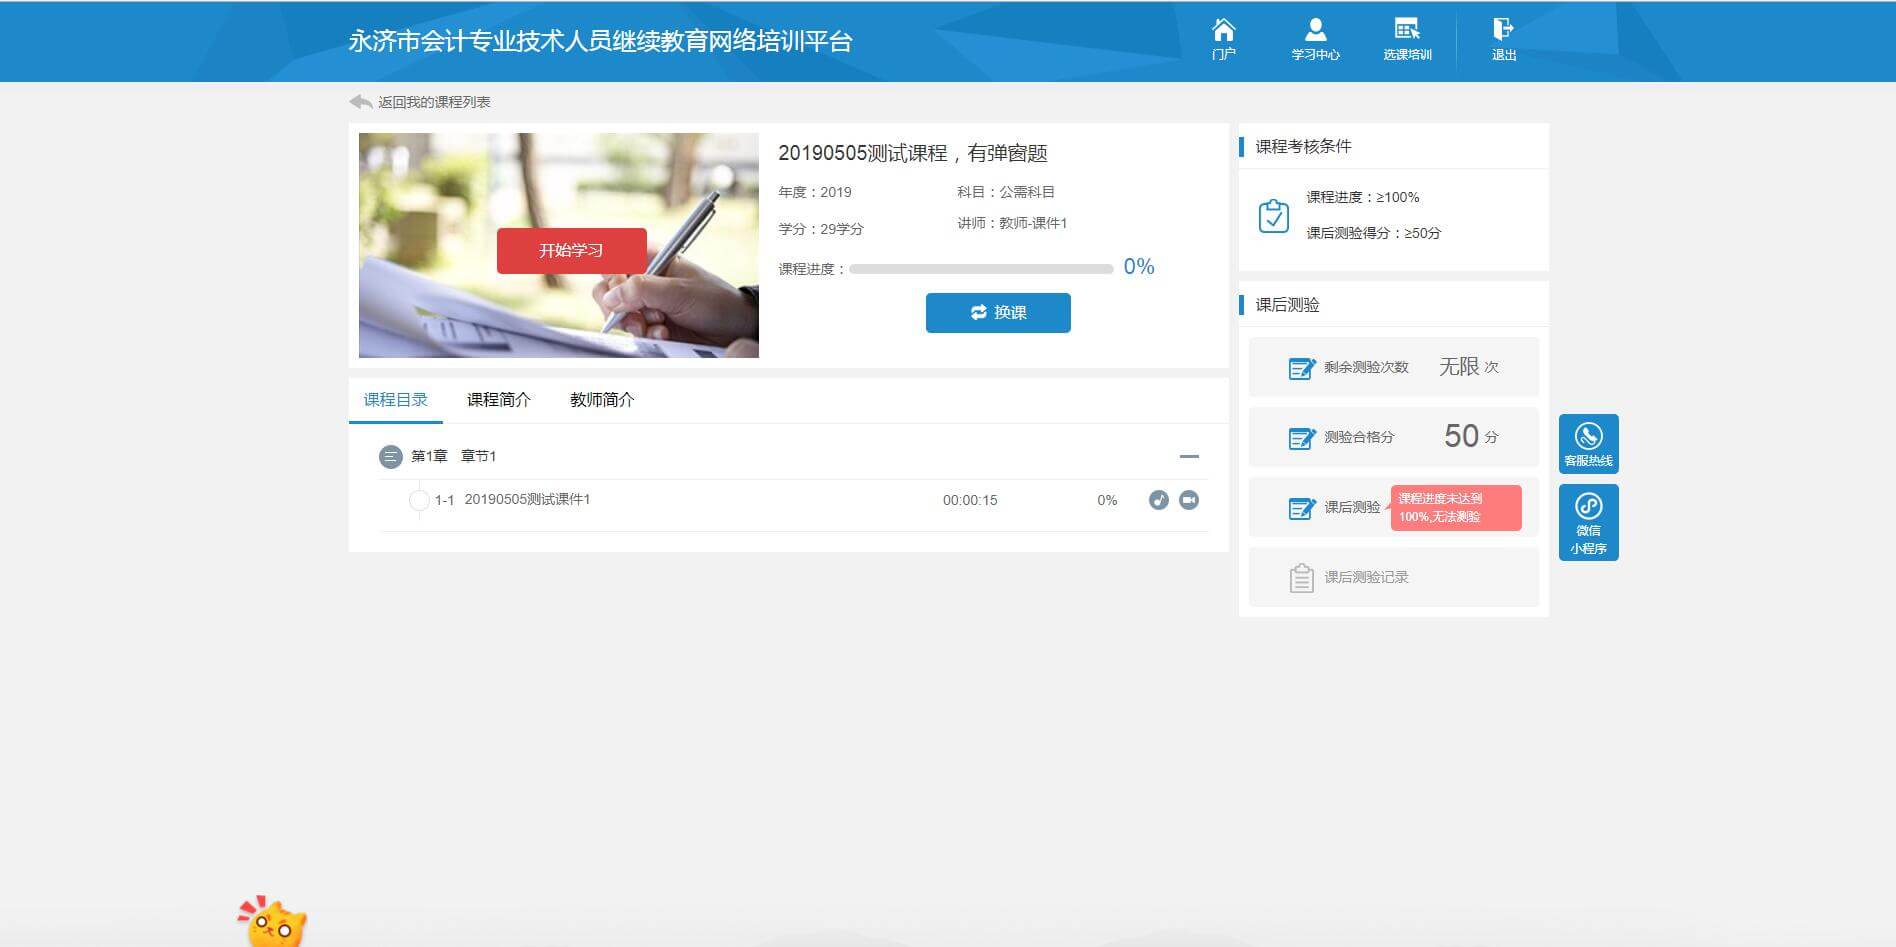 永济市会计专业技术人员继续教育网络培训平台
门户
学习中心
选课培训
退出
返回我的课程列表
开始学习
20190505测试课程，有弹窗题
年度：2019
科目：公需科目
学分：29学分
讲师：教师-课件1
课程进度：
0%
换课
课程目录
课程简介
教师简介
第1章 章节1
1-1 20190505测试课件1 00:00:15 0%
课程考核条件
课程进度：≥100%
课后测验得分：≥50分
课后测验
剩余测验次数 无限 次
测验合格分 50 分
课后测验
课程进度未达到
100%,无法测验
课后测验记录
客服热线
微信
小程序